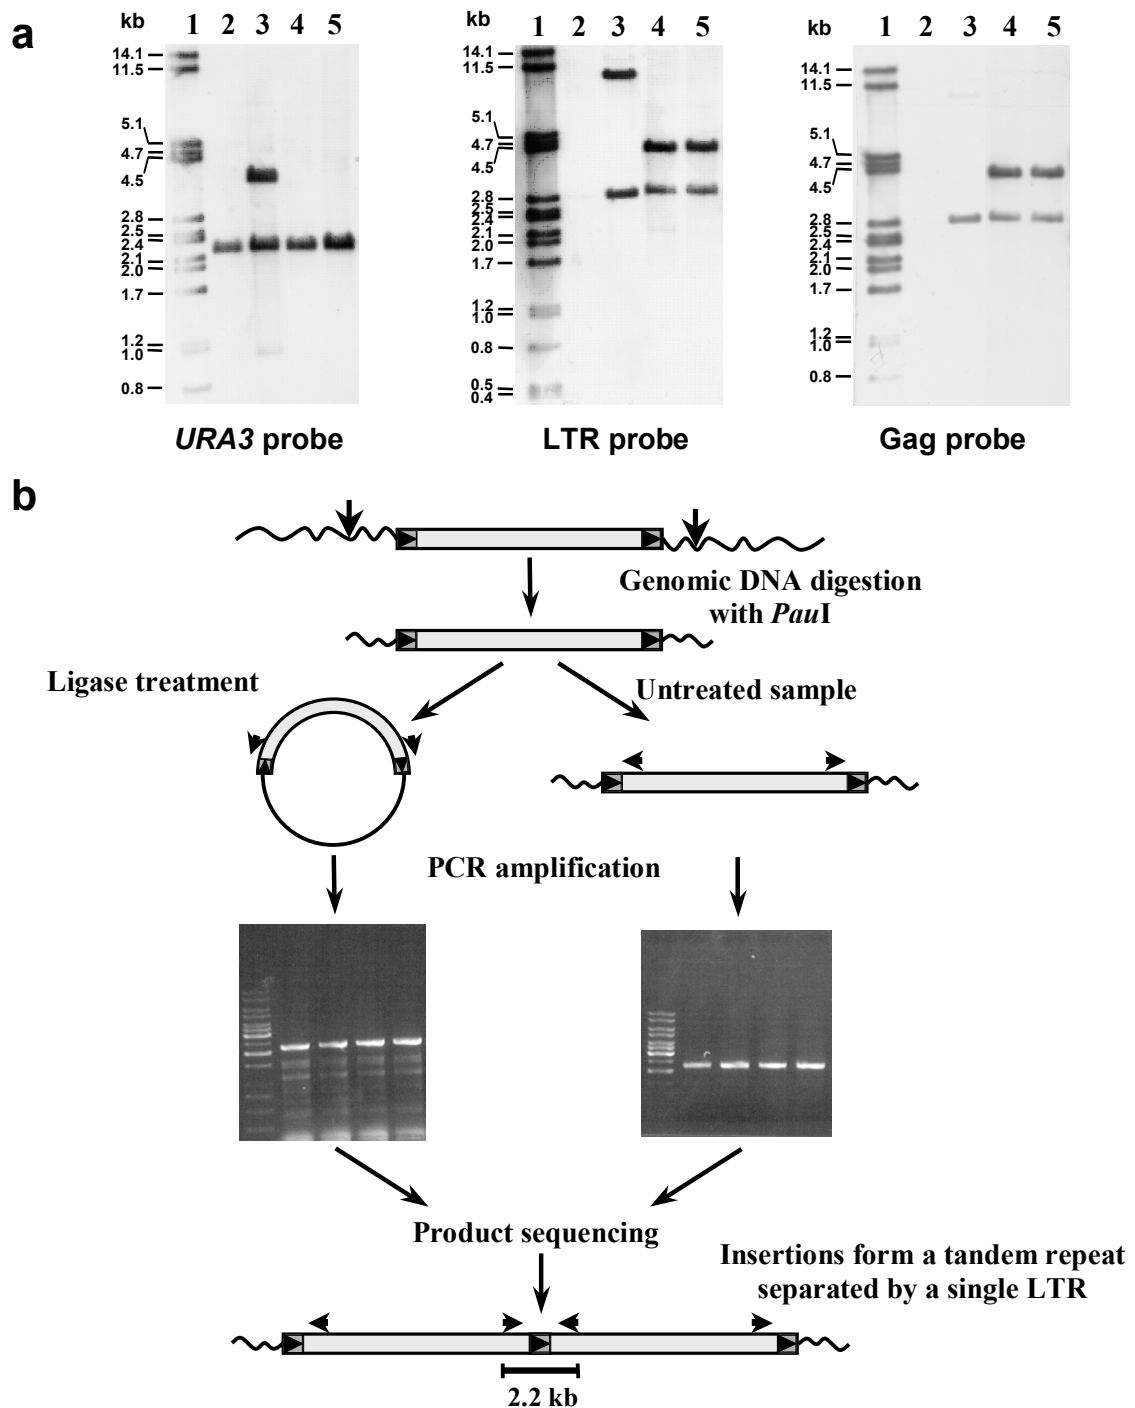 a
kb 1 2 3 4 5
14.1
11.5
5.1
4.7
4.5
2.8
2.5
2.4
2.1
2.0
1.7
1.2
1.0
0.8
URA3 probe
kb 1 2 3 4 5
14.1
11.5
5.1
4.7
4.5
2.8
2.5
2.4
2.1
2.0
1.7
1.2
1.0
0.8
0.5
0.4
LTR probe
kb 1 2 3 4 5
14.1
11.5
5.1
4.7
4.5
2.8
2.5
2.4
2.1
2.0
1.7
1.2
1.0
0.8
Gag probe
b
Genomic DNA digestion
with PauI
Ligase treatment
Untreated sample
PCR amplification
Product sequencing
Insertions form a tandem repeat
separated by a single LTR
2.2 kb